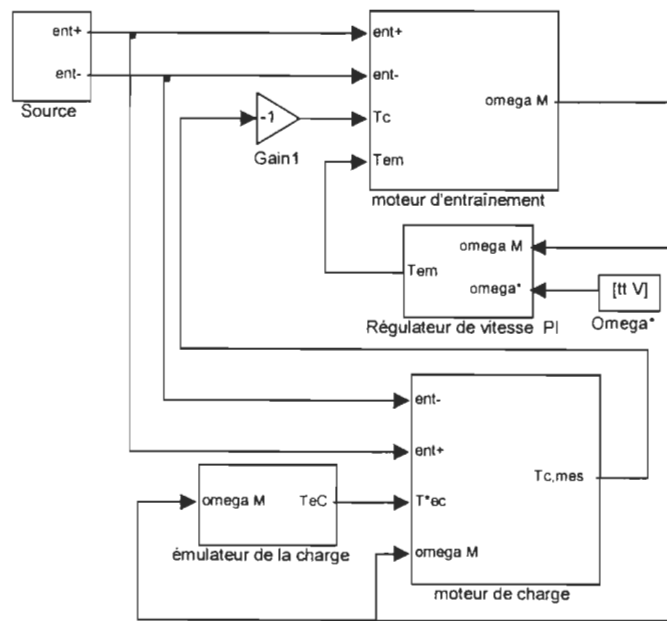 ent+
ent-
Source
-1
Gain1
ent+
ent-
Tc
Tem
omega M
moteur d'entraînement
omega M
Tem
omega*
Régulateur de vitesse PI
[tt V]
Omega*
ent-
ent+
T*ec
omega M
Tc,mes
moteur de charge
omega M
TeC
émulateur de la charge